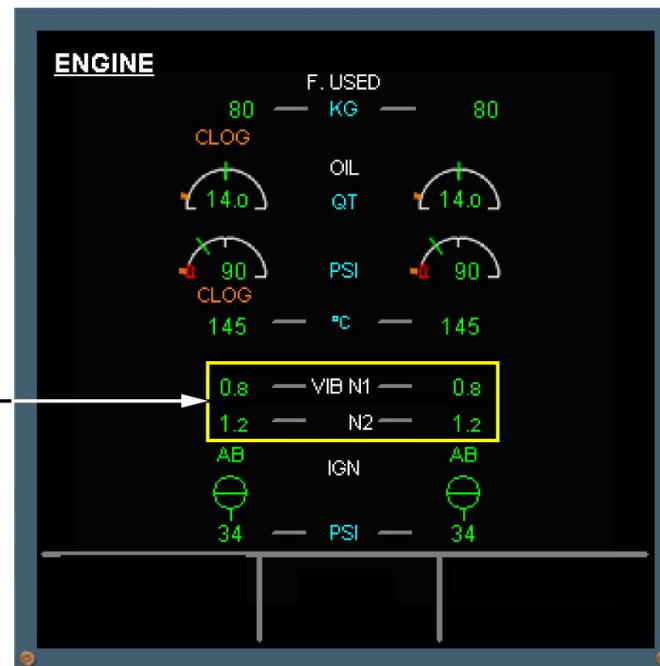 ENGINE
F. USED
80 KG 80
CLOG
OIL
14.0 QT 14.0
90 PSI 90
CLOG
145 °C 145
0.8 VIB N1 0.8
1.2 N2 1.2
AB IGN AB
34 PSI 34